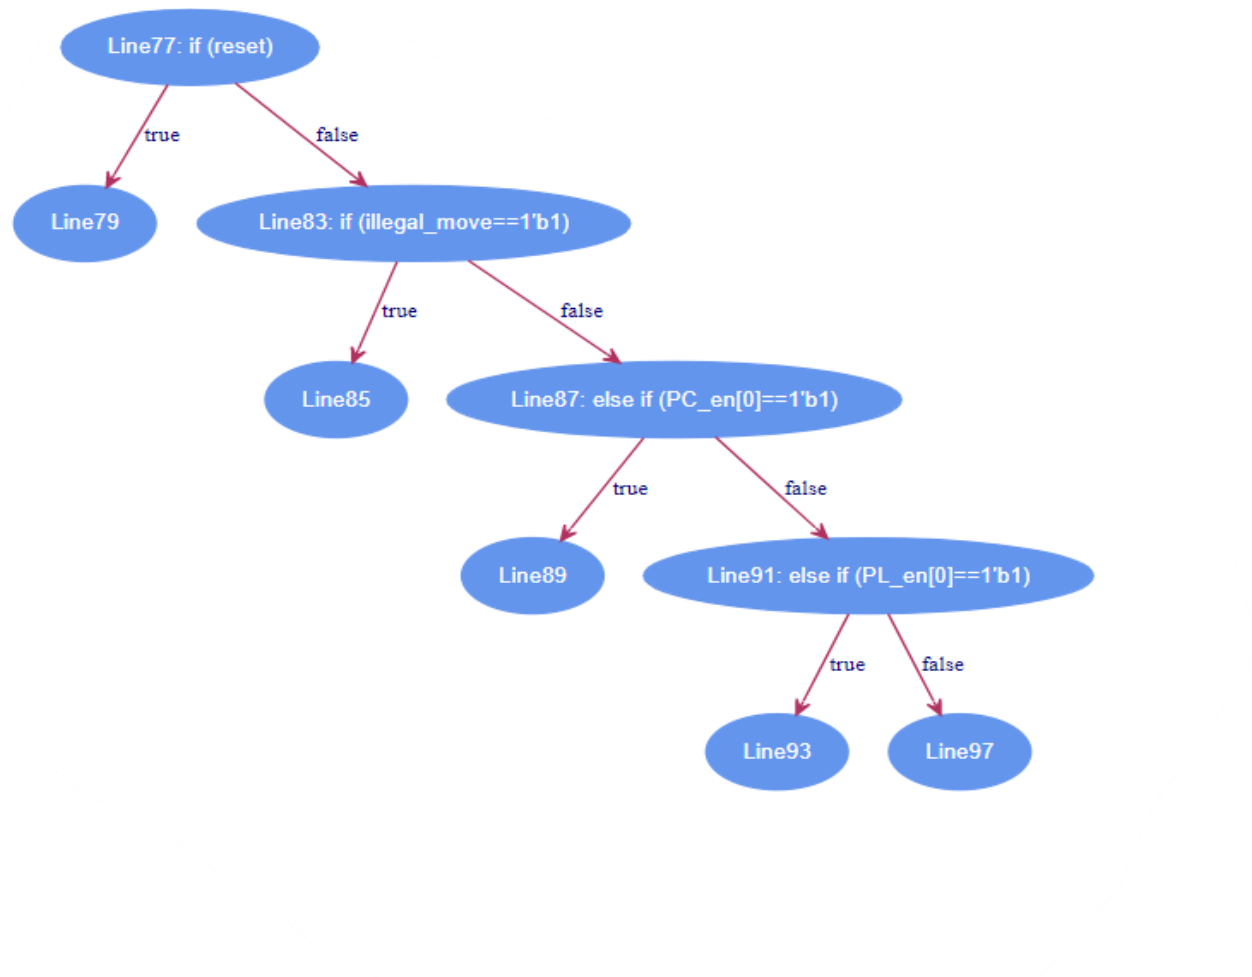 Line77: if (reset)
true
false
Line79
Line83: if (illegal_move==1'b1)
true
false
Line85
Line87: else if (PC_en[0]==1'b1)
true
false
Line89
Line91: else if (PL_en[0]==1'b1)
true
false
Line93
Line97